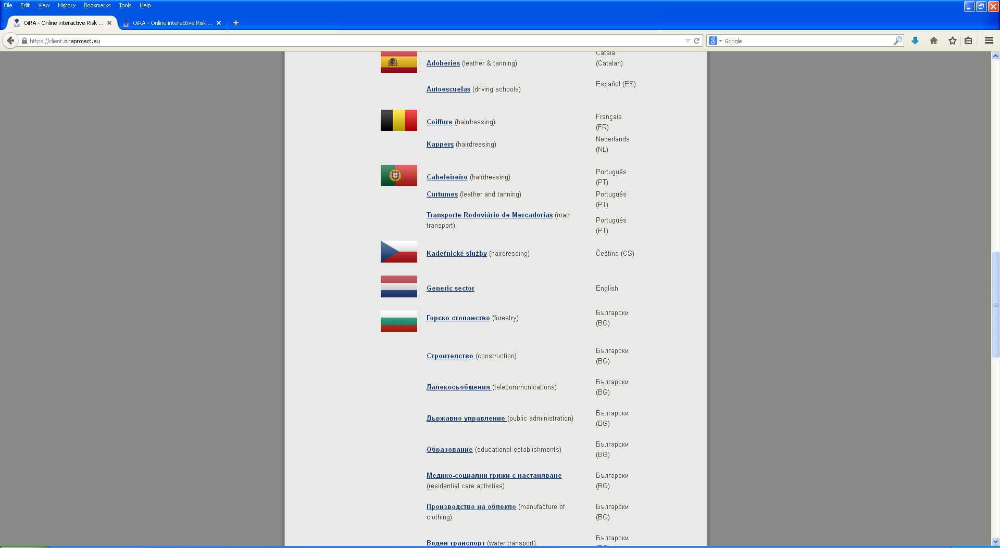 File Edit View History Bookmarks Tools Help
OiRA - Online interactive Risk ... OiRA - Online interactive Risk ...
https://client.oiraproject.eu Google
Català
Adoberies (leather & tanning) (Catalan)
Español (ES)
Autoescuelas (driving schools)
Français
Coiffure (hairdressing) (FR)
Nederlands
Kappers (hairdressing) (NL)
Português
Cabeleireiro (hairdressing) (PT)
Curtumes (leather and tanning) Português
(PT)
Transporte Rodoviário de Mercadorias (road
transport) Português
(PT)
Kadeřnické služby (hairdressing) Čeština (CS)
Generic sector English
Български
Горско стопанство (forestry) (BG)
Български
Строителство (construction) (BG)
Български
Далекосъобщения (telecommunications) (BG)
Български
Държавно управление (public administration) (BG)
Български
Образование (educational establishments) (BG)
Медико-социални грижи с настаняване Български
(residential care activities) (BG)
Производство на облекло (manufacture of Български
clothing) (BG)
Български
Воден транспорт (water transport)